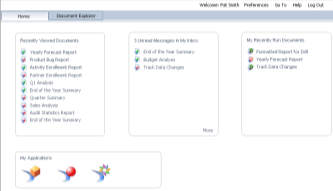 Welcome: Pat Smith Preferences Go To Help Log Out
Home Document Explorer
Recently Viewed Documents
Yearly Forecast Report
Product Bug Report
Activity Enrollment Report
Partner Enrollment Report
Q1 Analysis
End of the Year Summary
Quarter Summary
Sales Analysis
Audit Statistics Report
End of the Year Summary
3 Unread Messages in My Inbox
End of the Year Summary
Budget Analysis
Track Data Changes
More
My Recently Run Documents
Formatted Report for Dell
Yearly Forecast Report
Track Data Changes
My Applications